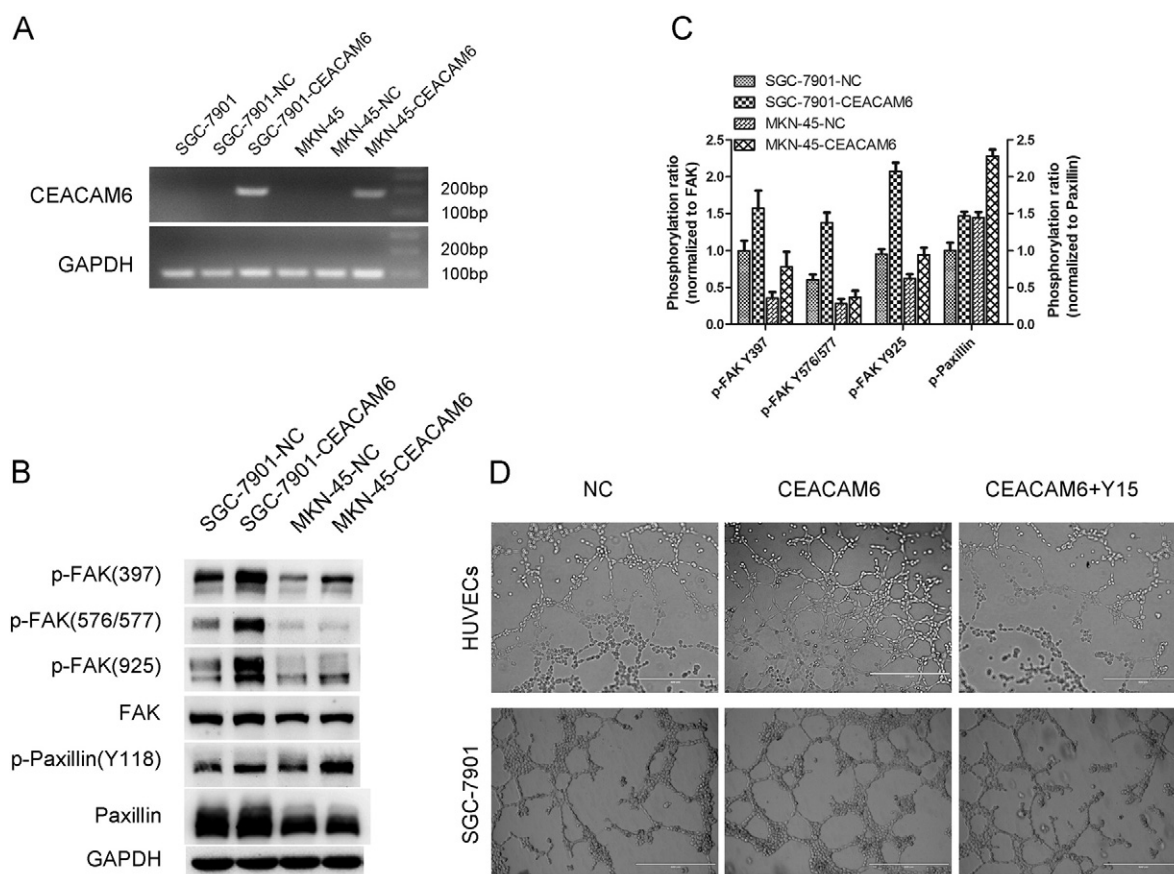 A
SGC-7901
SGC-7901-NC
SGC-7901-CEACAM6
MKN-45
MKN-45-NC
MKN-45-CEACAM6
CEACAM6
200bp
100bp
GAPDH
200bp
100bp
C
SGC-7901-NC
SGC-7901-CEACAM6
MKN-45-NC
MKN-45-CEACAM6
Phosphorylation ratio
(normalized to FAK)
2.5
2.0
1.5
1.0
0.5
0.0
2.5
2.0
1.5
1.0
0.5
0.0
Phosphorylation ratio
(normalized to Paxillin)
p-FAK Y397
p-FAK Y576/577
p-FAK Y925
p-Paxillin
B
SGC-7901-NC
SGC-7901-CEACAM6
MKN-45-NC
MKN-45-CEACAM6
p-FAK(397)
p-FAK(576/577)
p-FAK(925)
FAK
p-Paxillin(Y118)
Paxillin
GAPDH
D
NC
CEACAM6
CEACAM6+Y15
HUVECs
SGC-7901